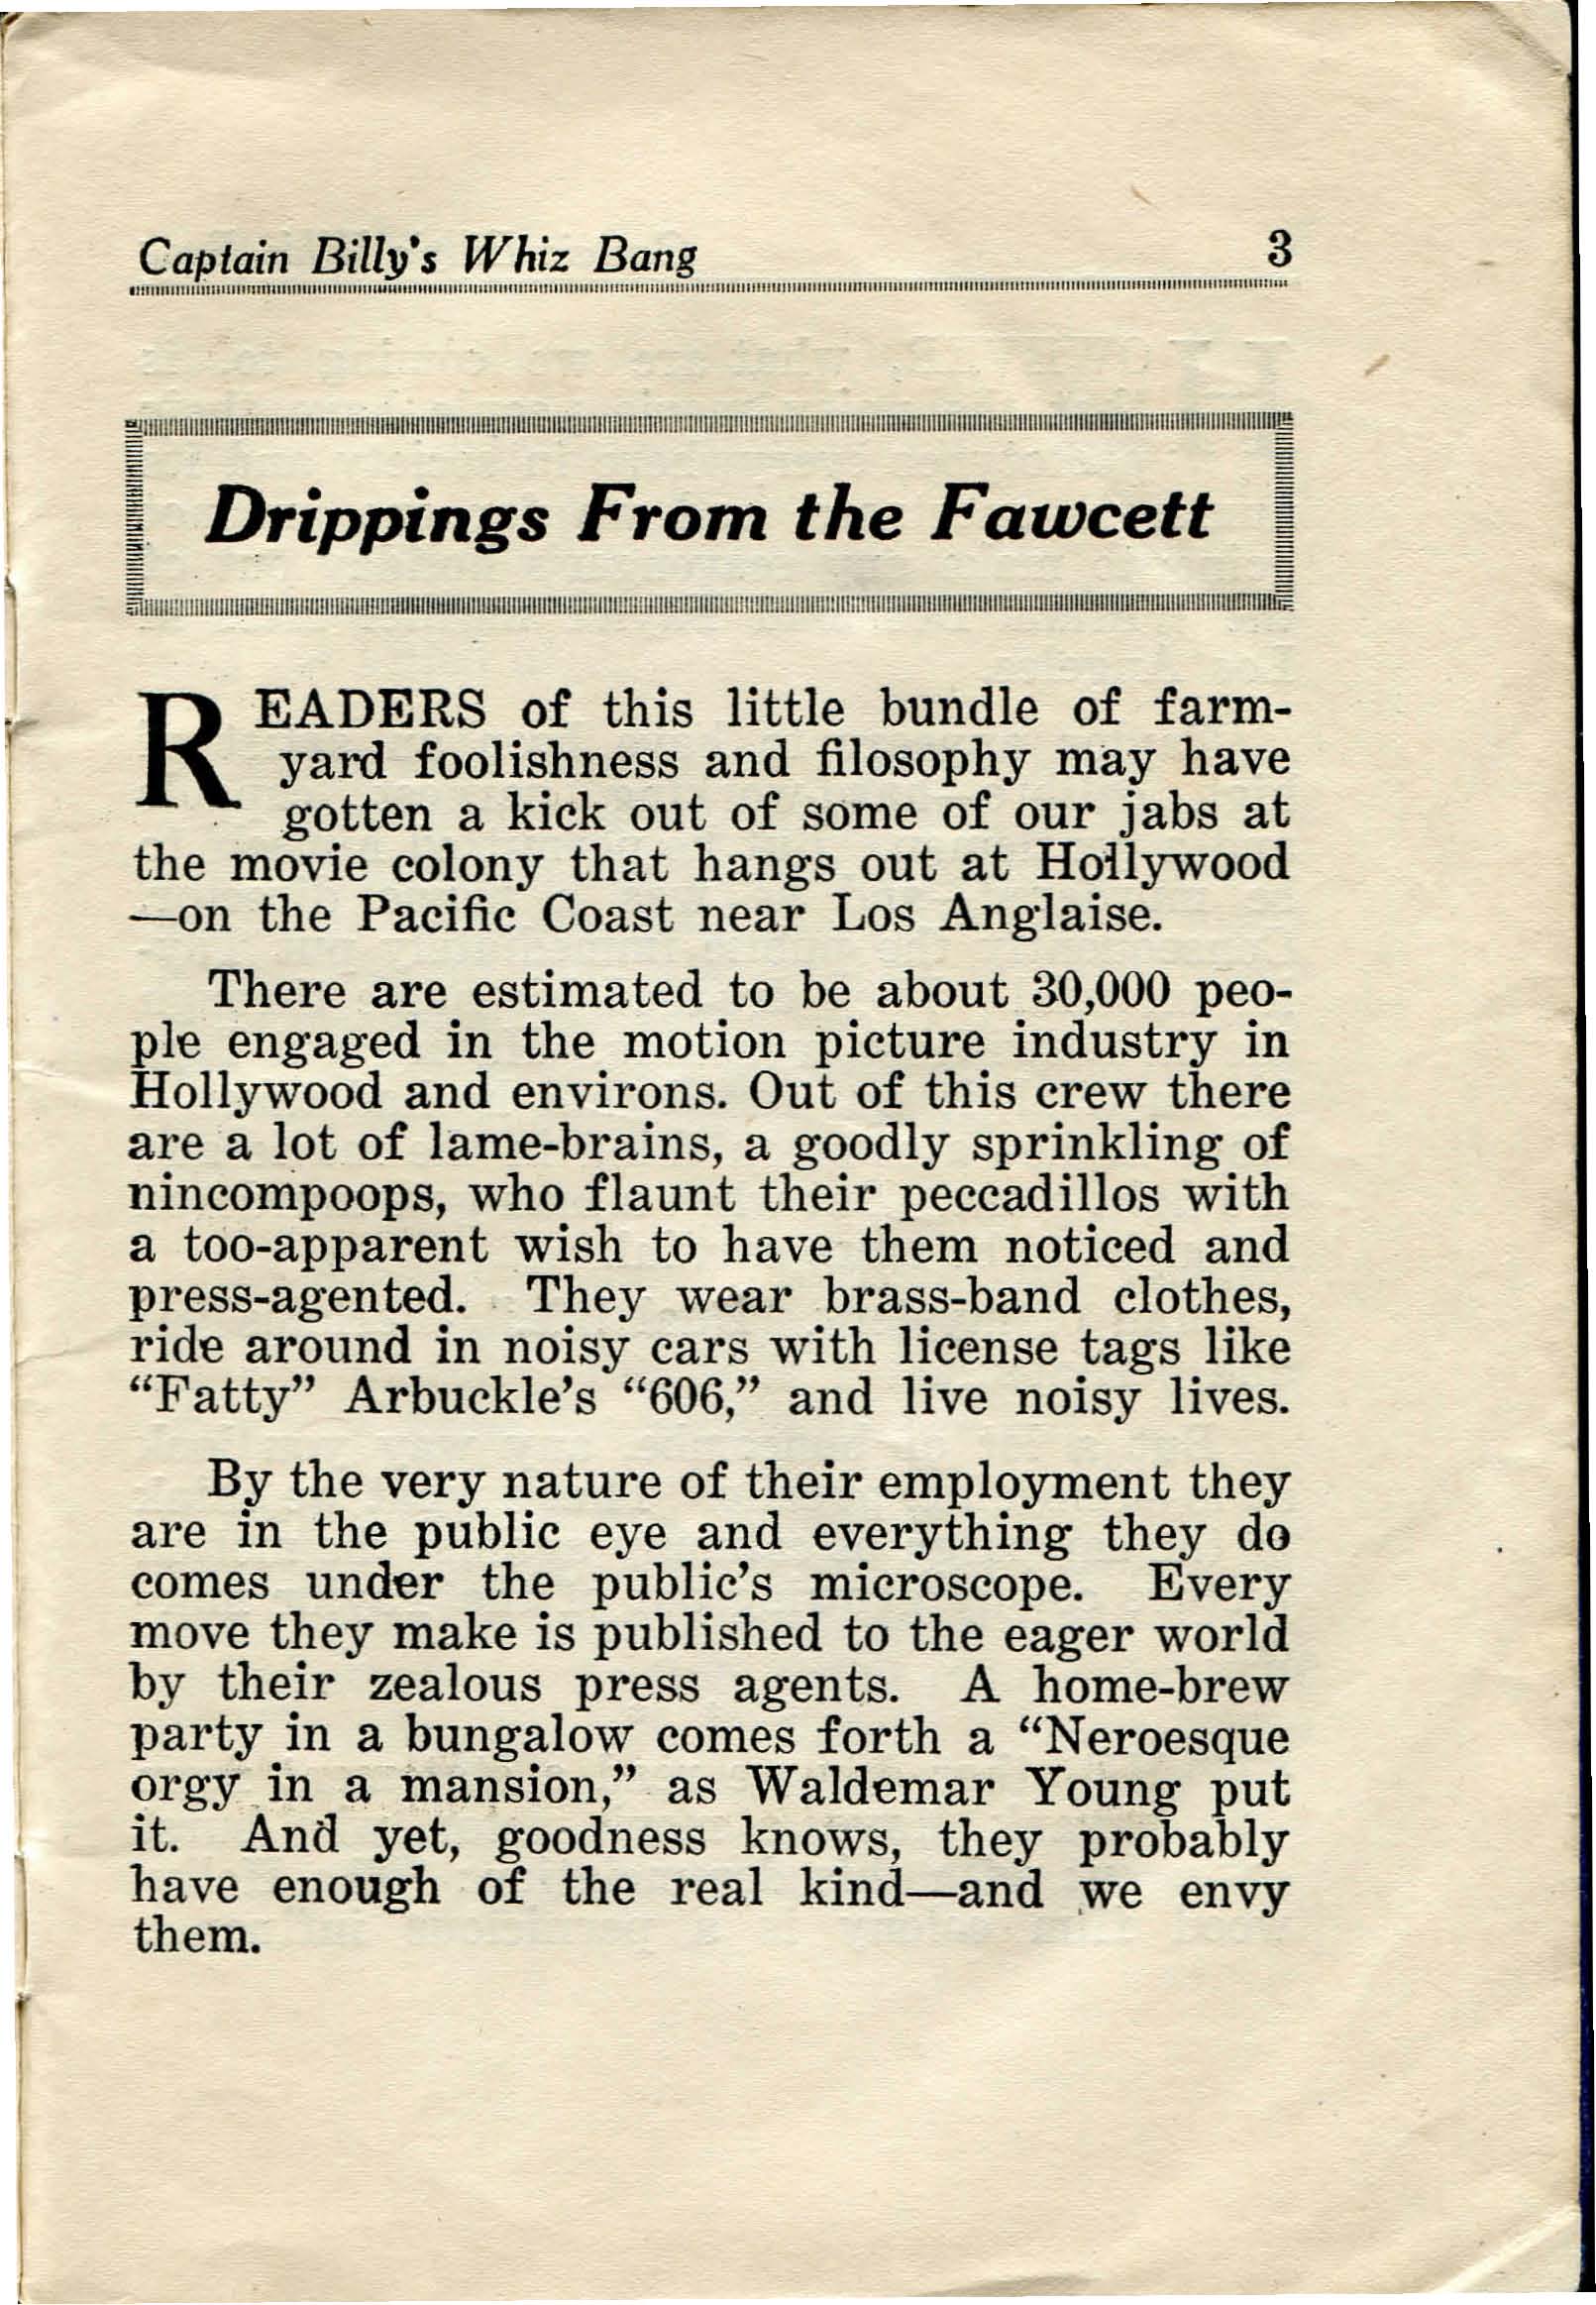 Captain Billy's Whiz Bang 3
Drippings From the Fawcett
READERS of this little bundle of farm-
yard foolishness and filosophy may have
gotten a kick out of some of our jabs at
the movie colony that hangs out at Hollywood
—on the Pacific Coast near Los Anglaise.
There are estimated to be about 30,000 peo-
ple engaged in the motion picture industry in
Hollywood and environs. Out of this crew there
are a lot of lame-brains, a goodly sprinkling of
nincompoops, who flaunt their peccadillos with
a too-apparent wish to have them noticed and
press-agented. They wear brass-band clothes,
ride around in noisy cars with license tags like
“Fatty” Arbuckle’s “606,” and live noisy lives.
By the very nature of their employment they
are in the public eye and everything they do
comes under the public’s microscope. Every
move they make is published to the eager world
by their zealous press agents. A home-brew
party in a bungalow comes forth a “Neroesque
orgy in a mansion,” as Waldemar Young put
it. And yet, goodness knows, they probably
have enough of the real kind—and we envy
them.